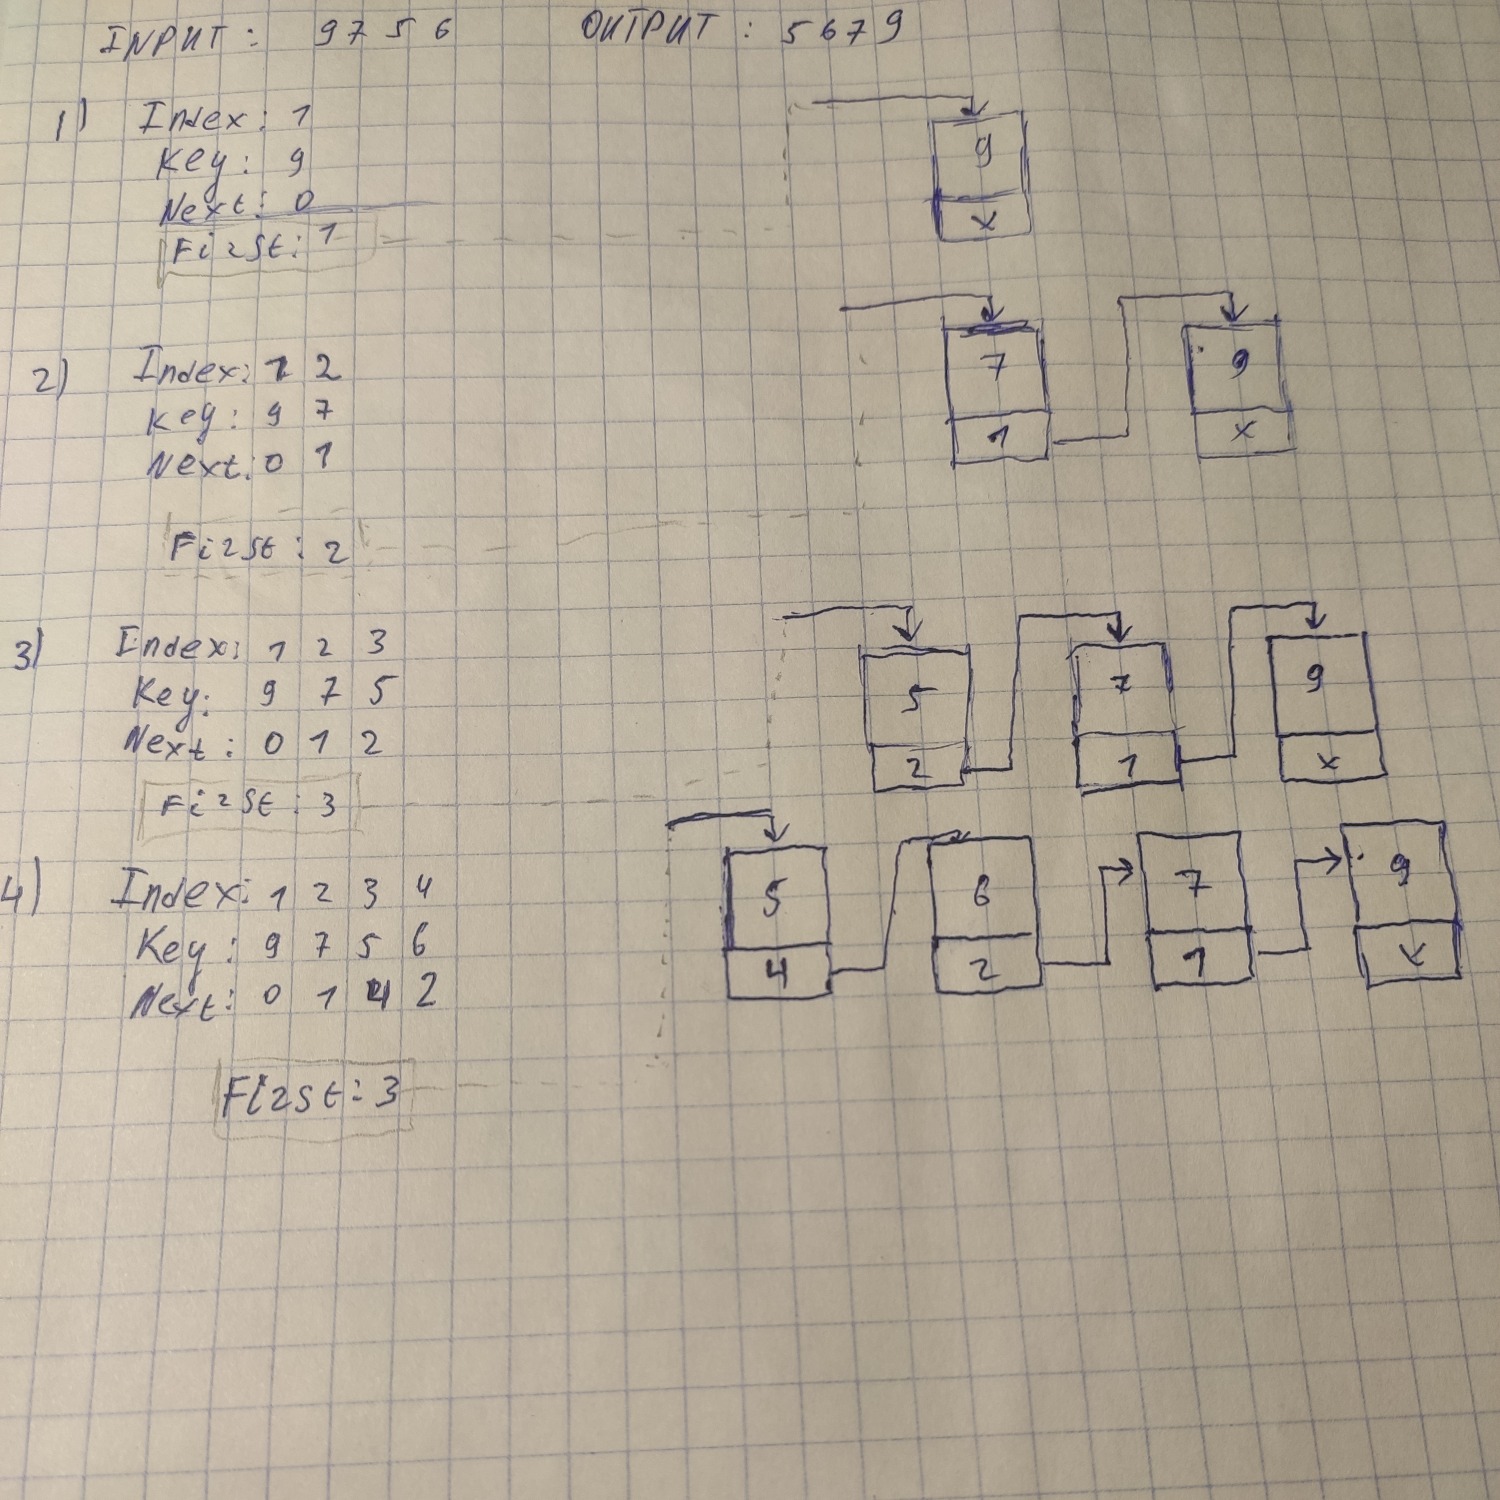 INPUT: 9 7 5 6 OUTPUT: 5 6 7 9
1) Index: 1
Key: 9
Next: 0
First: 1
9
x
2) Index: 1 2
Key: 9 7
Next: 0 1
First: 2
7 9
1 x
3) Index: 1 2 3
Key: 9 7 5
Next: 0 1 2
First: 3
5 7 9
2 1 x
4) Index: 1 2 3 4
Key: 9 7 5 6
Next: 0 1 4 2
First: 3
5 6 7 9
4 2 1 x